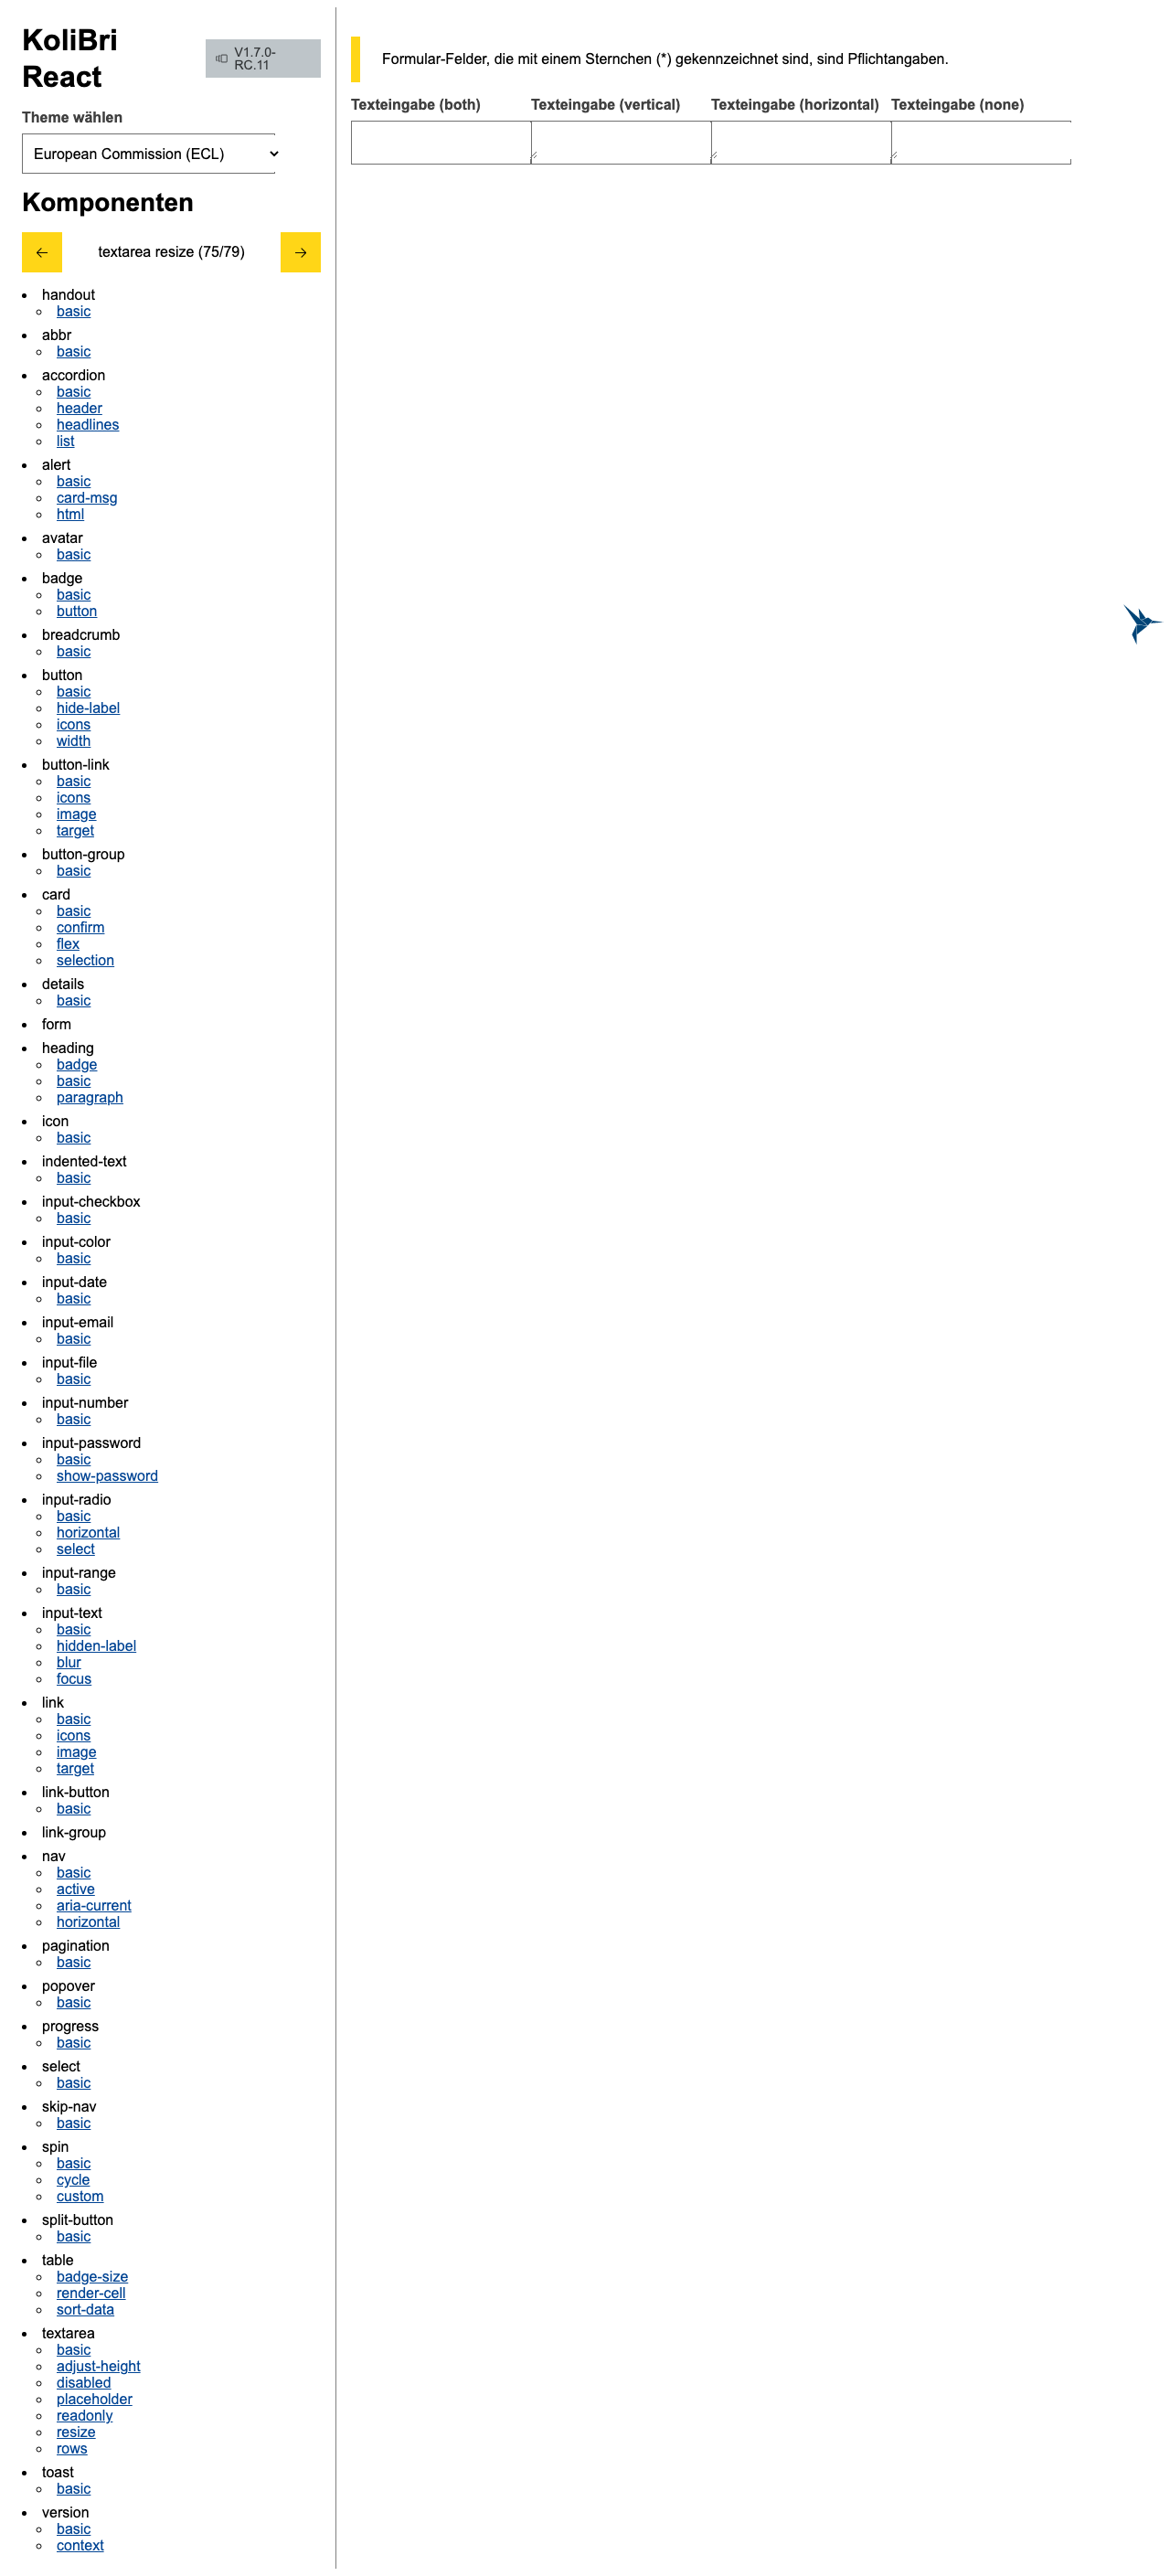 KoliBri
React
V1.7.0-
RC.11
Theme wählen
European Commission (ECL)
Komponenten
textarea resize (75/79)
handout
basic
abbr
basic
accordion
basic
header
headlines
list
alert
basic
card-msg
html
avatar
basic
badge
basic
button
breadcrumb
basic
button
basic
hide-label
icons
width
button-link
basic
icons
image
target
button-group
basic
card
basic
confirm
flex
selection
details
basic
form
heading
badge
basic
paragraph
icon
basic
indented-text
basic
input-checkbox
basic
input-color
basic
input-date
basic
input-email
basic
input-file
basic
input-number
basic
input-password
basic
show-password
input-radio
basic
horizontal
select
input-range
basic
input-text
basic
hidden-label
blur
focus
link
basic
icons
image
target
link-button
basic
link-group
nav
basic
active
aria-current
horizontal
pagination
basic
popover
basic
progress
basic
select
basic
skip-nav
basic
spin
basic
cycle
custom
split-button
basic
table
badge-size
render-cell
sort-data
textarea
basic
adjust-height
disabled
placeholder
readonly
resize
rows
toast
basic
version
basic
context
Formular-Felder, die mit einem Sternchen (*) gekennzeichnet sind, sind Pflichtangaben.
Texteingabe (both) Texteingabe (vertical) Texteingabe (horizontal) Texteingabe (none)